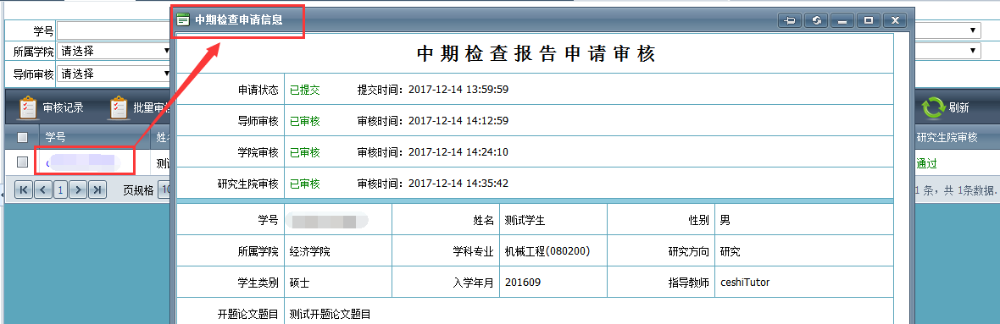 学号
所属学院 请选择
导师审核 请选择
审核记录 批量审
学号 姓
测
1 页规格 10
中期检查申请信息
中期检查报告申请审核
申请状态 已提交 提交时间：2017-12-14 13:59:59
导师审核 已审核 审核时间：2017-12-14 14:12:59
学院审核 已审核 审核时间：2017-12-14 14:24:10
研究生院审核 已审核 审核时间：2017-12-14 14:35:42
学号 姓名 测试学生 性别 男
所属学院 经济学院 学科专业 机械工程(080200) 研究方向 研究
学生类别 硕士 入学年月 201609 指导教师 ceshiTutor
开题论文题目 测试开题论文题目
刷新
研究生院审核
通过
1 条，共 1条数据.